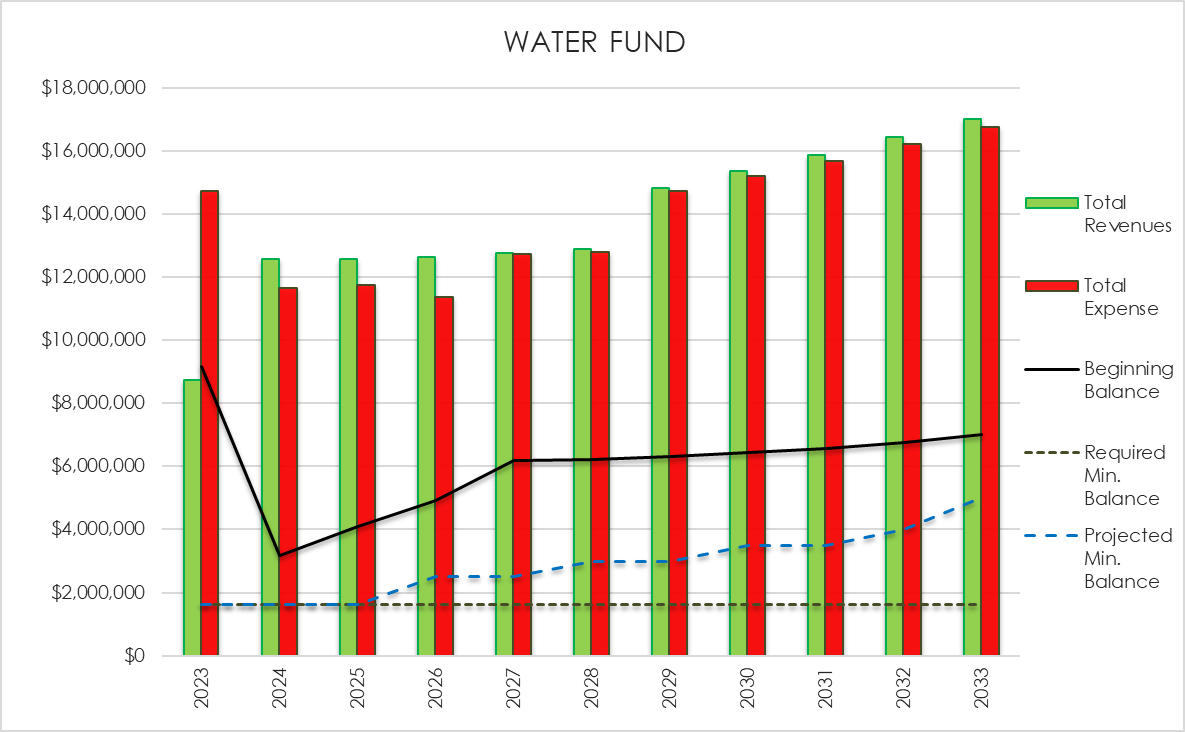 WATER FUND
$18,000,000
$16,000,000
$14,000,000
$12,000,000
$10,000,000
$8,000,000
$6,000,000
$4,000,000
$2,000,000
$0
2023
2024
2025
2026
2027
2028
2029
2030
2031
2032
2033
Total
Revenues
Total
Expense
Beginning
Balance
Required
Min.
Balance
Projected
Min.
Balance